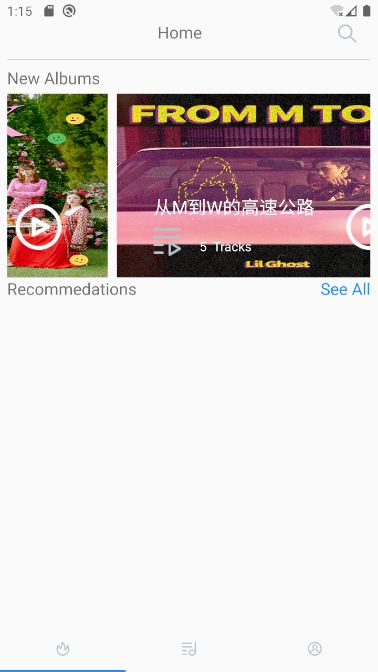 1:15
Home
New Albums
FROM M TO
从M到W的高速公路
5 Tracks
Lil Ghost
Recommedations
See All